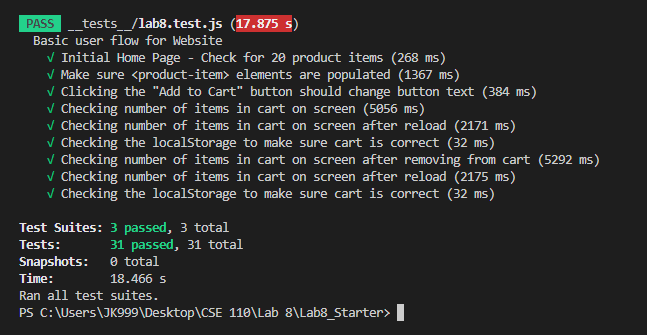 PASS __tests__/lab8.test.js (17.875 s)
Basic user flow for Website
√ Initial Home Page - Check for 20 product items (268 ms)
√ Make sure <product-item> elements are populated (1367 ms)
√ Clicking the "Add to Cart" button should change button text (384 ms)
√ Checking number of items in cart on screen (5056 ms)
√ Checking number of items in cart on screen after reload (2171 ms)
√ Checking the localStorage to make sure cart is correct (32 ms)
√ Checking number of items in cart on screen after removing from cart (5292 ms)
√ Checking number of items in cart on screen after reload (2175 ms)
√ Checking the localStorage to make sure cart is correct (32 ms)
Test Suites: 3 passed, 3 total
Tests: 31 passed, 31 total
Snapshots: 0 total
Time: 18.466 s
Ran all test suites.
PS C:\Users\JK999\Desktop\CSE 110\Lab 8\Lab8_Starter>